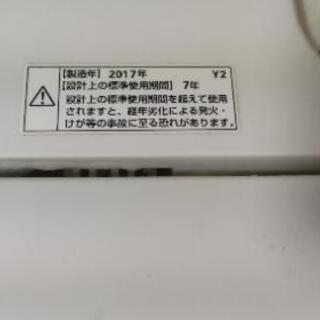 【製造年】2017年 Y2
【設計上の標準使用期間】7年
設計上の標準使用期間を超えて使用
されますと、経年劣化による発火・
けが等の事故に至る恐れがあります。